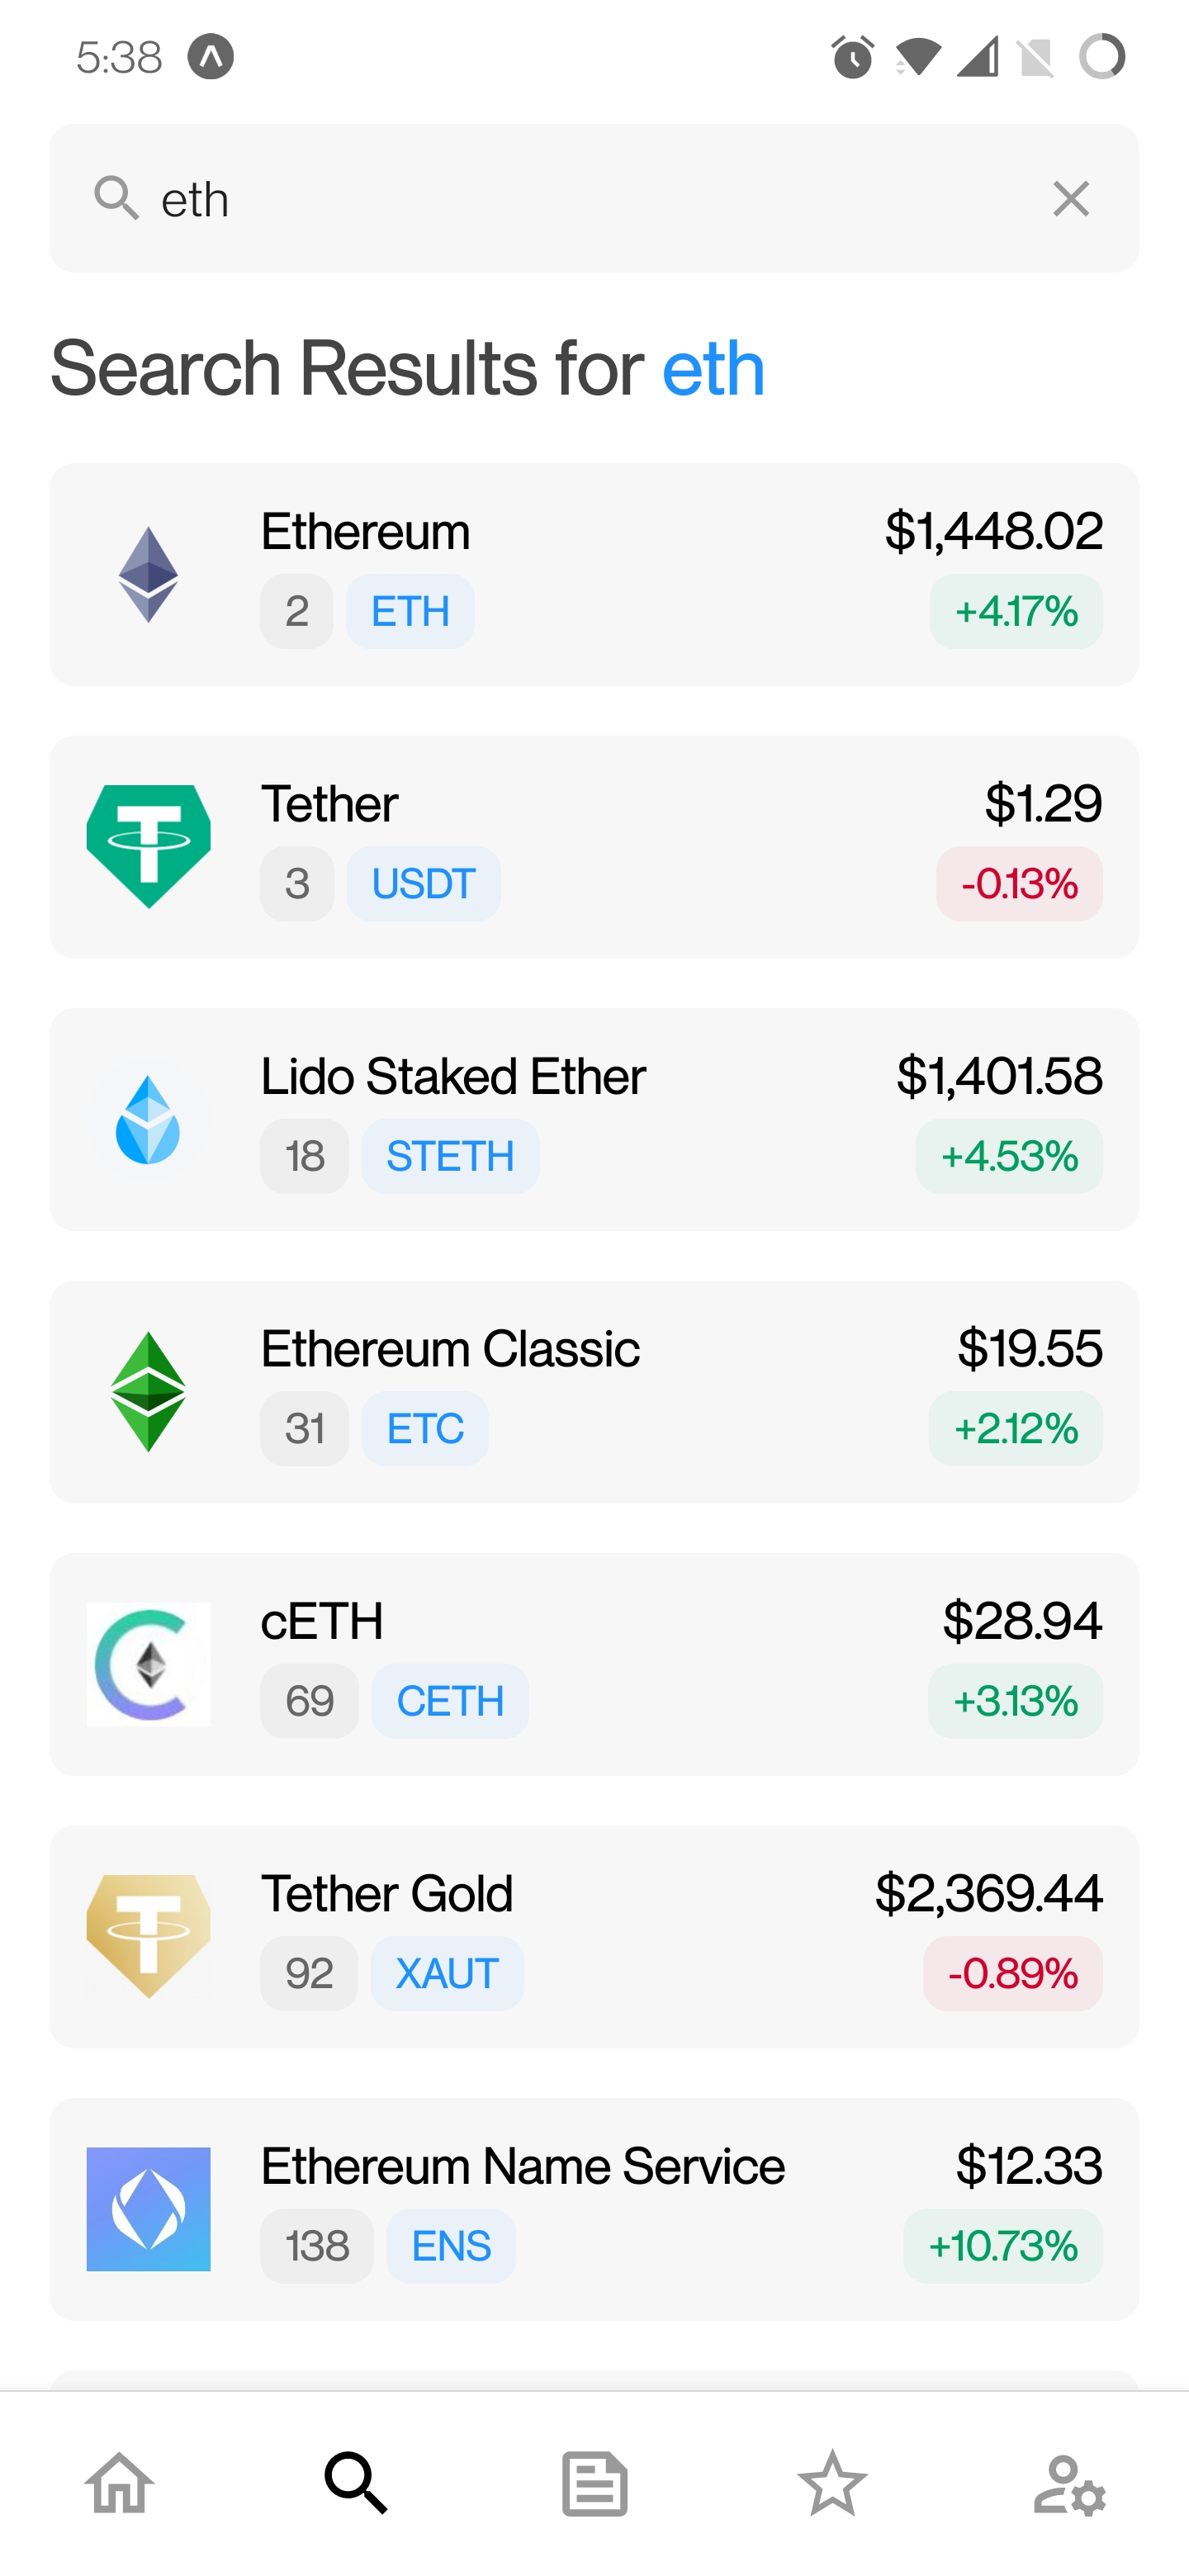 5:38
eth
Search Results for eth
Ethereum
$1,448.02
2
ETH
+4.17%
Tether
$1.29
3
USDT
-0.13%
Lido Staked Ether
$1,401.58
18
STETH
+4.53%
Ethereum Classic
$19.55
31
ETC
+2.12%
cETH
$28.94
69
CETH
+3.13%
Tether Gold
$2,369.44
92
XAUT
-0.89%
Ethereum Name Service
$12.33
138
ENS
+10.73%